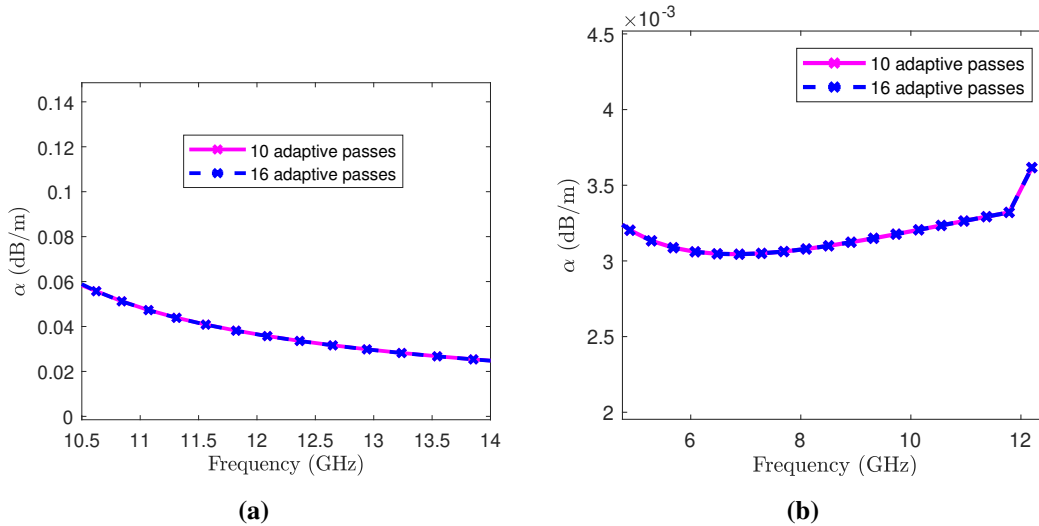 0.14
0.12
0.1
0.08
0.06
0.04
0.02
0
α (dB/m)
10 adaptive passes
16 adaptive passes
10.5 11 11.5 12 12.5 13 13.5 14
Frequency (GHz)
(a)
×10⁻³
4.5
4
3.5
3
2.5
2
α (dB/m)
10 adaptive passes
16 adaptive passes
6 8 10 12
Frequency (GHz)
(b)